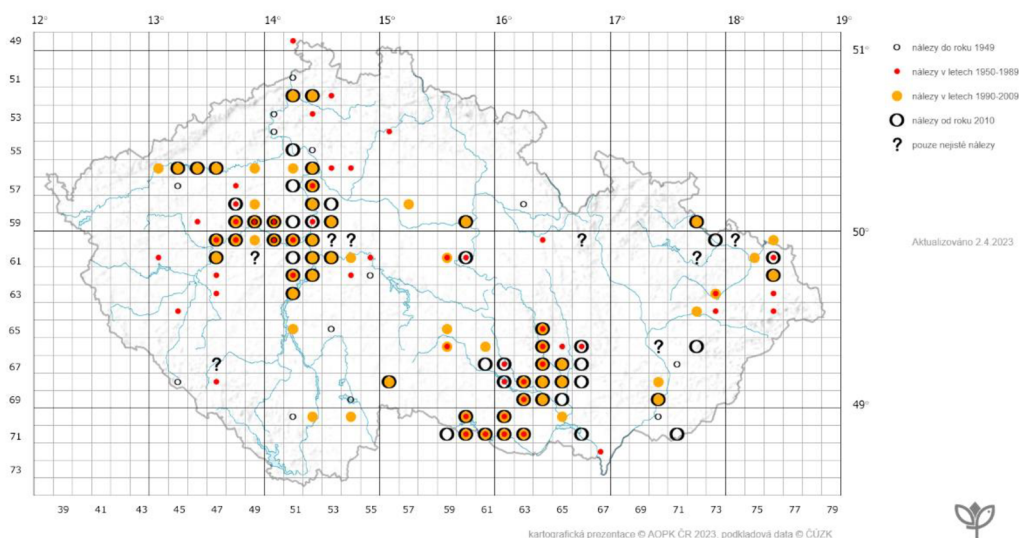 12° 13° 14° 15° 16° 17° 18° 19°
49
51°
51
53
55
57
59
50°
61
63
65
67
69
49°
71
73
39 41 43 45 47 49 51 53 55 57 59 61 63 65 67 69 71 73 75 77 79
? ? ? ?
? ?
?
?
nálezy do roku 1949
nálezy v letech 1950-1989
nálezy v letech 1990-2009
nálezy od roku 2010
? pouze nejisté nálezy
Aktualizováno 2.4.2023
kartografická prezentace © AOPK ČR 2023, podkladová data © ČÚZK